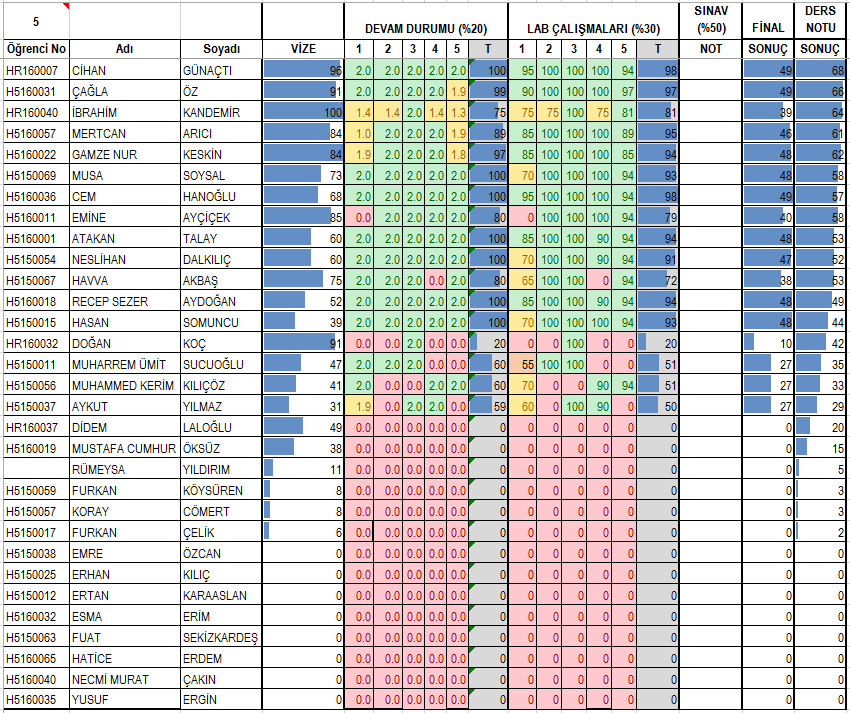 5 DEVAM DURUMU (%20) LAB ÇALIŞMALARI (%30) SINAV (%50) FİNAL DERS NOTU
Öğrenci No Adı Soyadı VİZE 1 2 3 4 5 T 1 2 3 4 5 T NOT SONUÇ SONUÇ
HR160007 CİHAN GÜNAÇTI 96 2.0 2.0 2.0 2.0 2.0 100 95 100 100 100 94 98 49 68
H5160031 ÇAĞLA ÖZ 91 2.0 2.0 2.0 2.0 1.9 99 90 100 100 100 97 97 49 66
HR160040 İBRAHİM KANDEMİR 100 1.4 1.4 2.0 1.4 1.3 75 75 75 100 75 81 81 39 64
H5160057 MERTCAN ARICI 84 1.0 2.0 2.0 2.0 1.9 89 85 100 100 100 89 95 46 61
H5160022 GAMZE NUR KESKİN 84 1.9 2.0 2.0 2.0 1.8 97 85 100 100 100 85 94 48 62
H5150069 MUSA SOYSAL 73 2.0 2.0 2.0 2.0 2.0 100 70 100 100 100 94 93 48 58
H5160036 CEM HANOĞLU 68 2.0 2.0 2.0 2.0 2.0 100 95 100 100 100 94 98 49 57
H5160011 EMİNE AYÇİÇEK 85 0.0 2.0 2.0 2.0 2.0 80 0 100 100 100 94 79 40 58
H5160001 ATAKAN TALAY 60 2.0 2.0 2.0 2.0 2.0 100 85 100 100 90 94 94 48 53
H5150054 NESLİHAN DALKILIÇ 60 2.0 2.0 2.0 2.0 2.0 100 70 100 100 90 94 91 47 52
H5150067 HAVVA AKBAŞ 75 2.0 2.0 2.0 0.0 2.0 80 65 100 100 0 94 72 38 53
H5160018 RECEP SEZER AYDOĞAN 52 2.0 2.0 2.0 2.0 2.0 100 85 100 100 90 94 94 48 49
H5150015 HASAN SOMUNCU 39 2.0 2.0 2.0 2.0 2.0 100 70 100 100 100 94 93 48 44
HR160032 DOĞAN KOÇ 91 0.0 0.0 2.0 0.0 0.0 20 0 0 100 0 0 20 10 42
H5150011 MUHARREM ÜMİT SUCUOĞLU 47 2.0 2.0 2.0 0.0 0.0 60 55 100 100 0 0 51 27 35
H5150056 MUHAMMED KERİM KILIÇÖZ 41 2.0 0.0 0.0 2.0 2.0 60 70 0 0 90 94 51 27 33
H5150037 AYKUT YILMAZ 31 1.9 0.0 2.0 2.0 0.0 59 60 0 100 90 0 50 27 29
HR160037 DİDEM LALOĞLU 49 0.0 0.0 0.0 0.0 0.0 0 0 0 0 0 0 0 0 20
H5160019 MUSTAFA CUMHUR ÖKSÜZ 38 0.0 0.0 0.0 0.0 0.0 0 0 0 0 0 0 0 0 15
RÜMEYSA YILDIRIM 11 0.0 0.0 0.0 0.0 0.0 0 0 0 0 0 0 0 0 5
H5150059 FURKAN KÖYSÜREN 8 0.0 0.0 0.0 0.0 0.0 0 0 0 0 0 0 0 0 3
H5150057 KORAY CÖMERT 8 0.0 0.0 0.0 0.0 0.0 0 0 0 0 0 0 0 0 3
H5150017 FURKAN ÇELİK 6 0.0 0.0 0.0 0.0 0.0 0 0 0 0 0 0 0 0 2
H5150038 EMRE ÖZCAN 0 0.0 0.0 0.0 0.0 0.0 0 0 0 0 0 0 0 0 0
H5150025 ERHAN KILIÇ 0 0.0 0.0 0.0 0.0 0.0 0 0 0 0 0 0 0 0 0
H5150012 ERTAN KARAASLAN 0 0.0 0.0 0.0 0.0 0.0 0 0 0 0 0 0 0 0 0
H5160032 ESMA ERİM 0 0.0 0.0 0.0 0.0 0.0 0 0 0 0 0 0 0 0 0
H5150063 FUAT SEKİZKARDEŞ 0 0.0 0.0 0.0 0.0 0.0 0 0 0 0 0 0 0 0 0
H5160065 HATİCE ERDEM 0 0.0 0.0 0.0 0.0 0.0 0 0 0 0 0 0 0 0 0
H5160040 NECMİ MURAT ÇAKIN 0 0.0 0.0 0.0 0.0 0.0 0 0 0 0 0 0 0 0 0
H5160035 YUSUF ERGİN 0 0.0 0.0 0.0 0.0 0.0 0 0 0 0 0 0 0 0 0